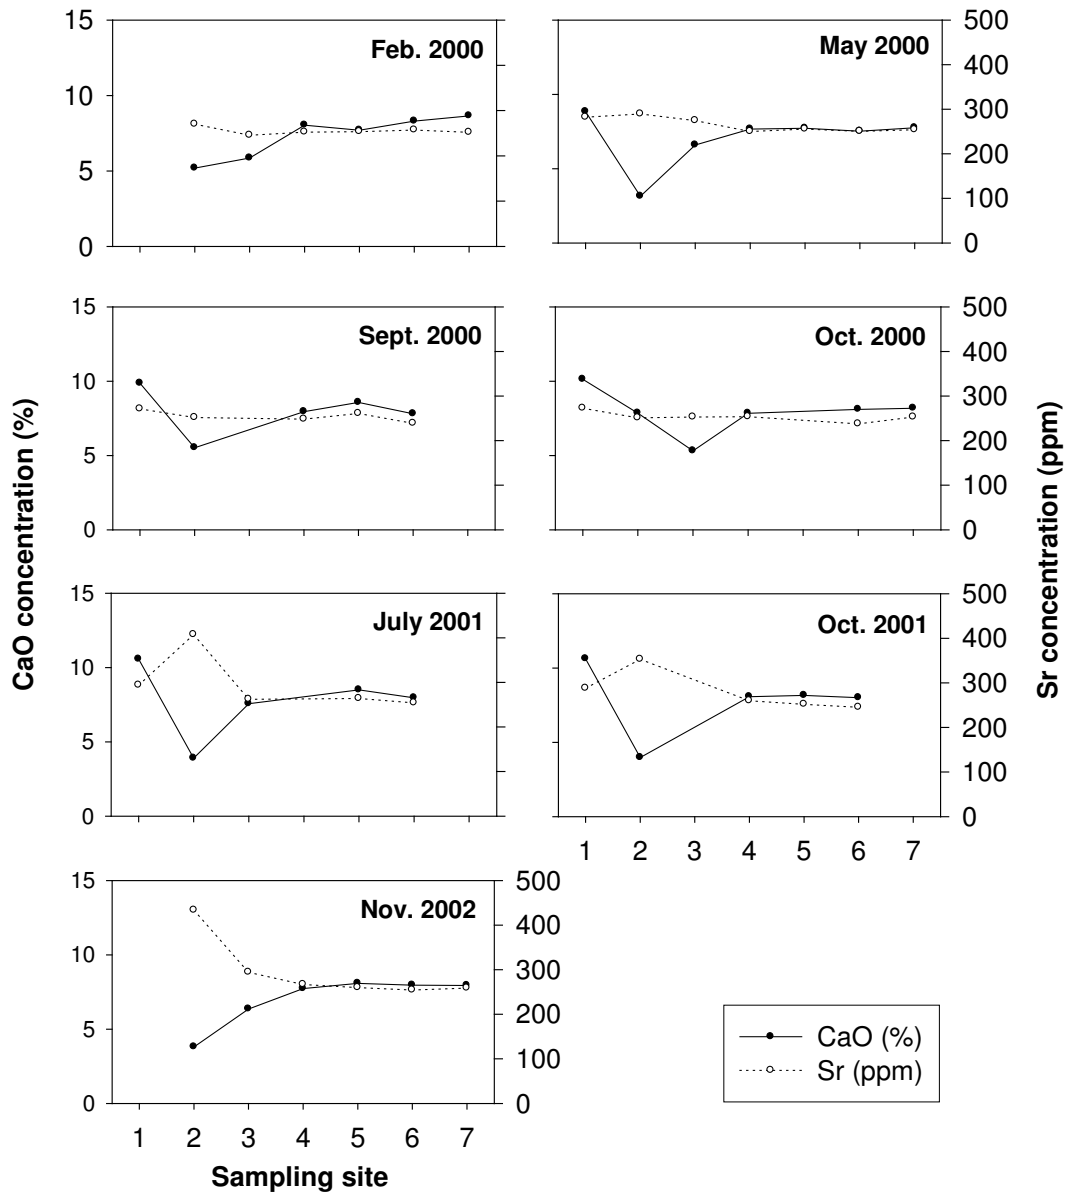 15
10
5
0
Feb. 2000
May 2000
500
400
300
200
100
0
15
10
5
0
Sept. 2000
Oct. 2000
500
400
300
200
100
0
CaO concentration (%)
Sr concentration (ppm)
15
10
5
0
July 2001
Oct. 2001
500
400
300
200
100
0
1 2 3 4 5 6 7
15
10
5
0
Nov. 2002
500
400
300
200
100
0
1 2 3 4 5 6 7
Sampling site
CaO (%)
Sr (ppm)